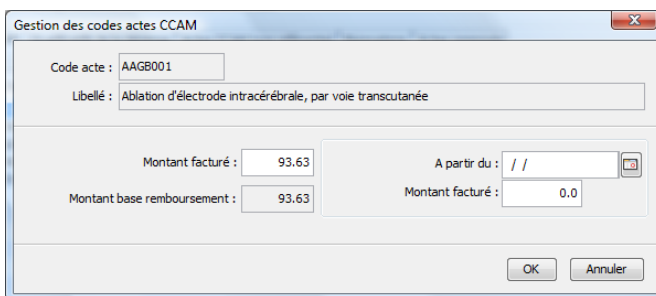 Gestion des codes actes CCAM
Code acte : AAGB001
Libellé : Ablation d'électrode intracérébrale, par voie transcutanée
Montant facturé : 93.63
A partir du : / /
Montant base remboursement : 93.63
Montant facturé : 0.0
OK Annuler